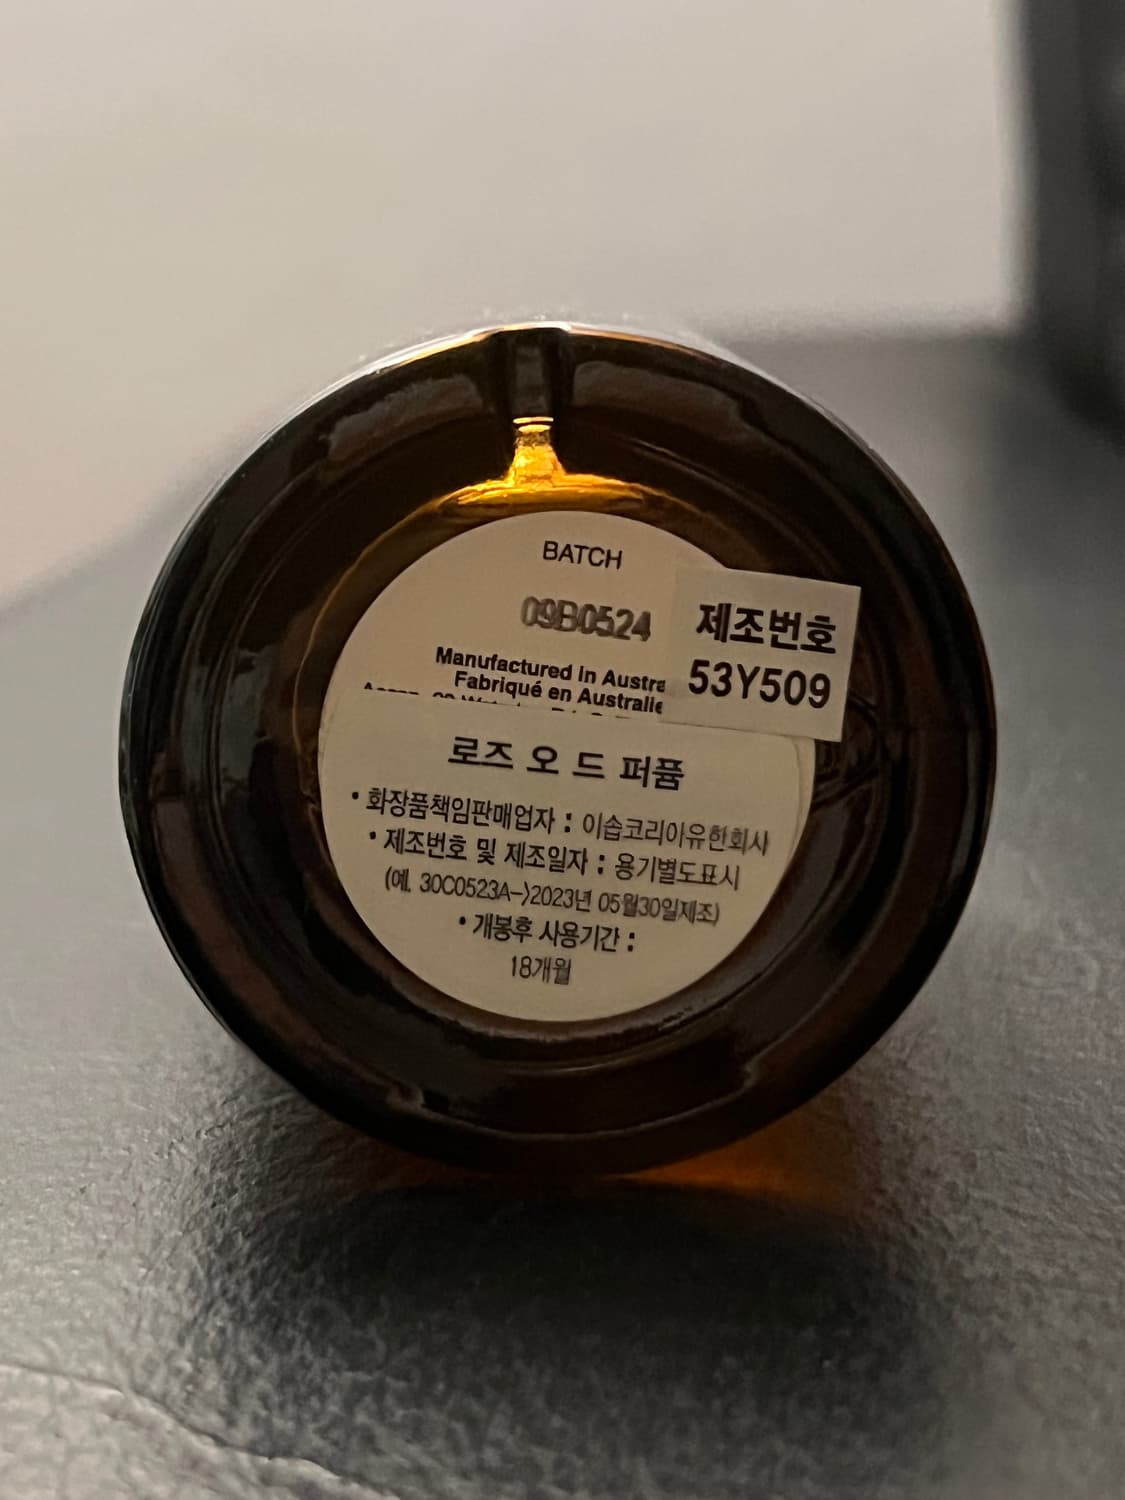 BATCH
09B0524
제조번호
53Y509
Manufactured in Austra
Fabriqué en Australie
로즈 오 드 퍼퓸
• 화장품책임판매업자 : 이솝코리아유한회사
• 제조번호 및 제조일자 : 용기별도표시
(예. 30C0523A->2023년 05월30일제조)
• 개봉후 사용기간 :
18개월